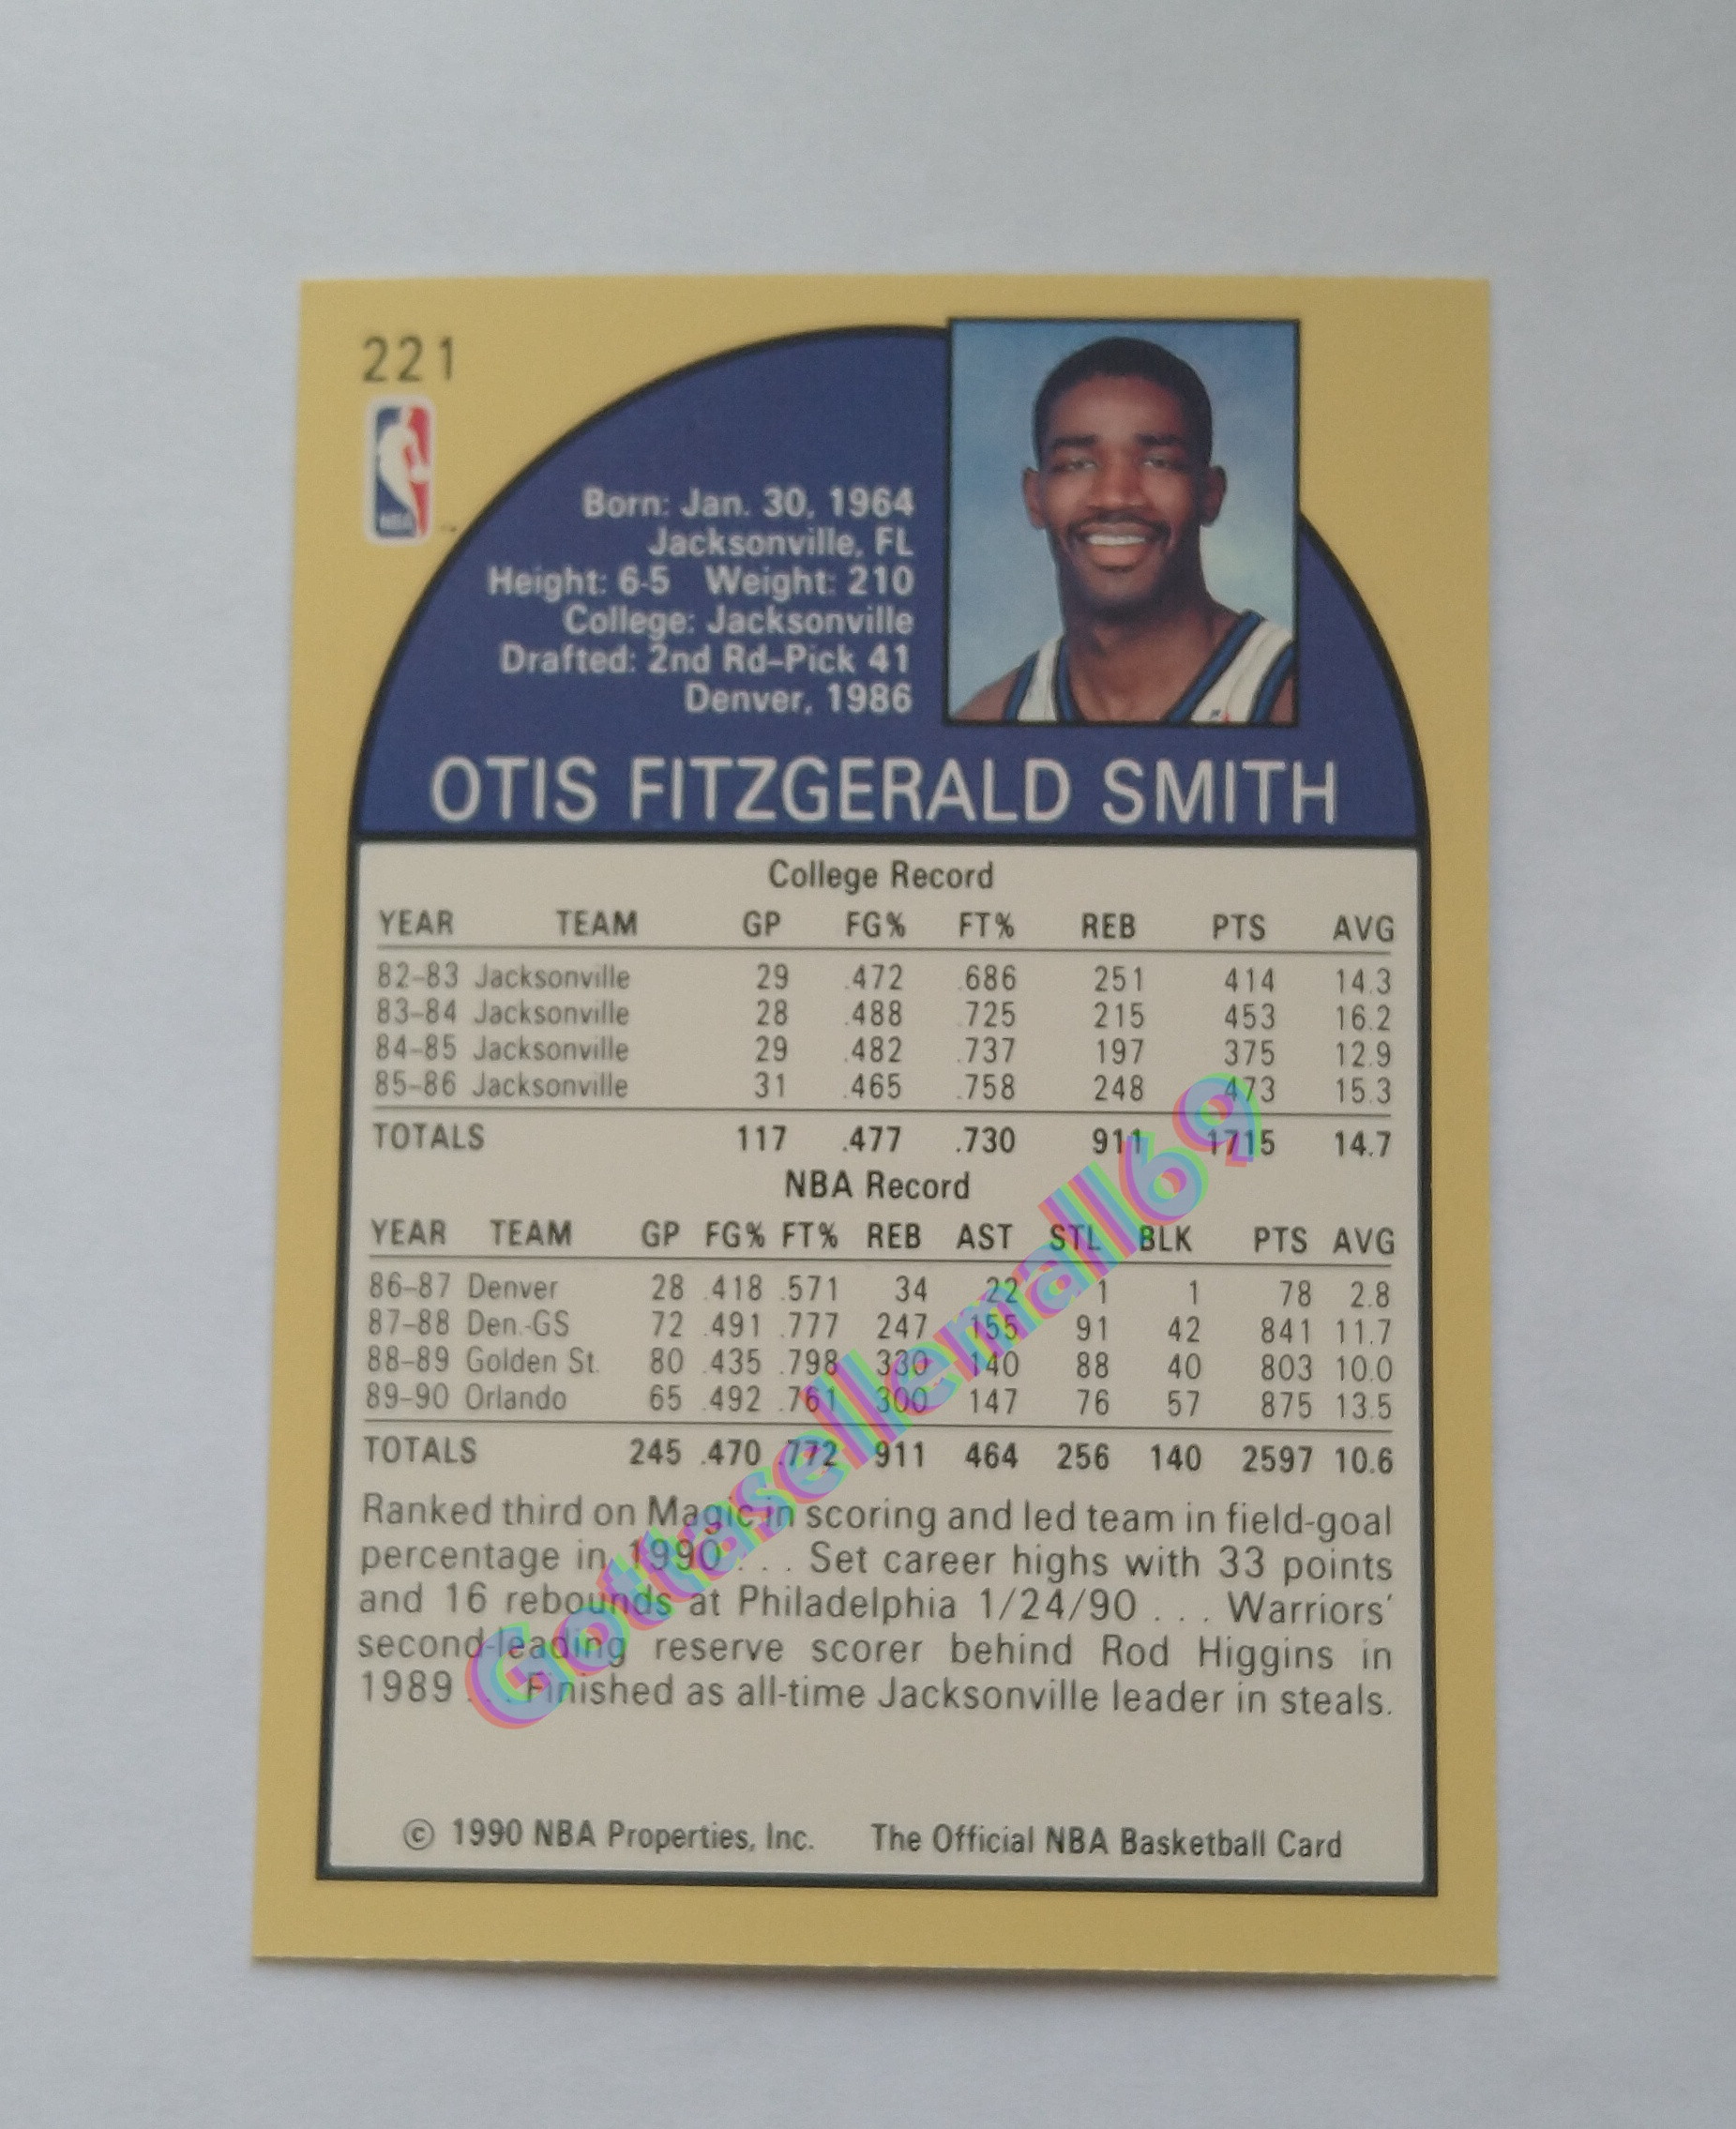 221
NBA
Born: Jan. 30, 1964
Jacksonville, FL
Height: 6-5 Weight: 210
College: Jacksonville
Drafted: 2nd Rd–Pick 41
Denver, 1986
OTIS FITZGERALD SMITH
College Record
YEAR TEAM GP FG% FT% REB PTS AVG
82–83 Jacksonville 29 .472 .686 251 414 14.3
83–84 Jacksonville 28 .488 .725 215 453 16.2
84–85 Jacksonville 29 .482 .737 197 375 12.9
85–86 Jacksonville 31 .465 .758 248 473 15.3
TOTALS 117 .477 .730 911 1715 14.7
NBA Record
YEAR TEAM GP FG% FT% REB AST STL BLK PTS AVG
86–87 Denver 28 .418 .571 34 22 1 1 78 2.8
87–88 Den.-GS 72 .491 .777 247 155 91 42 841 11.7
88–89 Golden St. 80 .435 .798 330 140 88 40 803 10.0
89–90 Orlando 65 .492 .761 300 147 76 57 875 13.5
TOTALS 245 .470 .772 911 464 256 140 2597 10.6
Ranked third on Magic in scoring and led team in field-goal
percentage in 1990 . . . Set career highs with 33 points
and 16 rebounds at Philadelphia 1/24/90 . . . Warriors'
second-leading reserve scorer behind Rod Higgins in
1989 . . . Finished as all-time Jacksonville leader in steals.
© 1990 NBA Properties, Inc. The Official NBA Basketball Card
Gottasellemall69